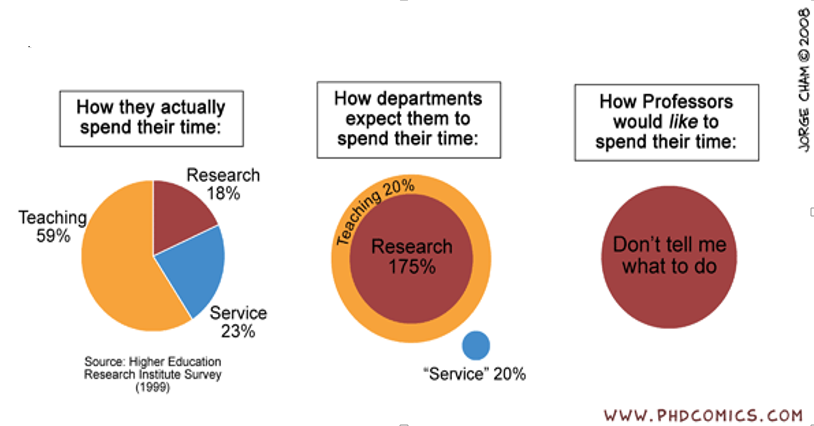 How they actually
spend their time:
Research
18%
Teaching
59%
Service
23%
Source: Higher Education
Research Institute Survey
(1999)
How departments
expect them to
spend their time:
Teaching 20%
Research
175%
“Service” 20%
How Professors
would like to
spend their time:
Don’t tell me
what to do
JORGE CHAM © 2008
WWW.PHDCOMICS.COM